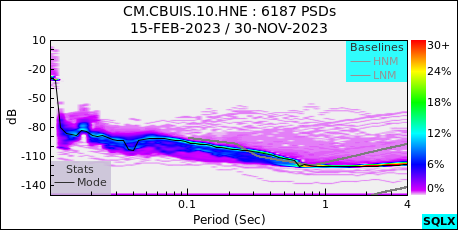 CM.CBUIS.10.HNE : 6187 PSDs
15-FEB-2023 / 30-NOV-2023
10
-20
-50
-80
-110
-140
dB
Baselines
HNM
LNM
Stats
Mode
0.1
1
4
Period (Sec)
30+
24%
18%
12%
6%
0%
SQLX